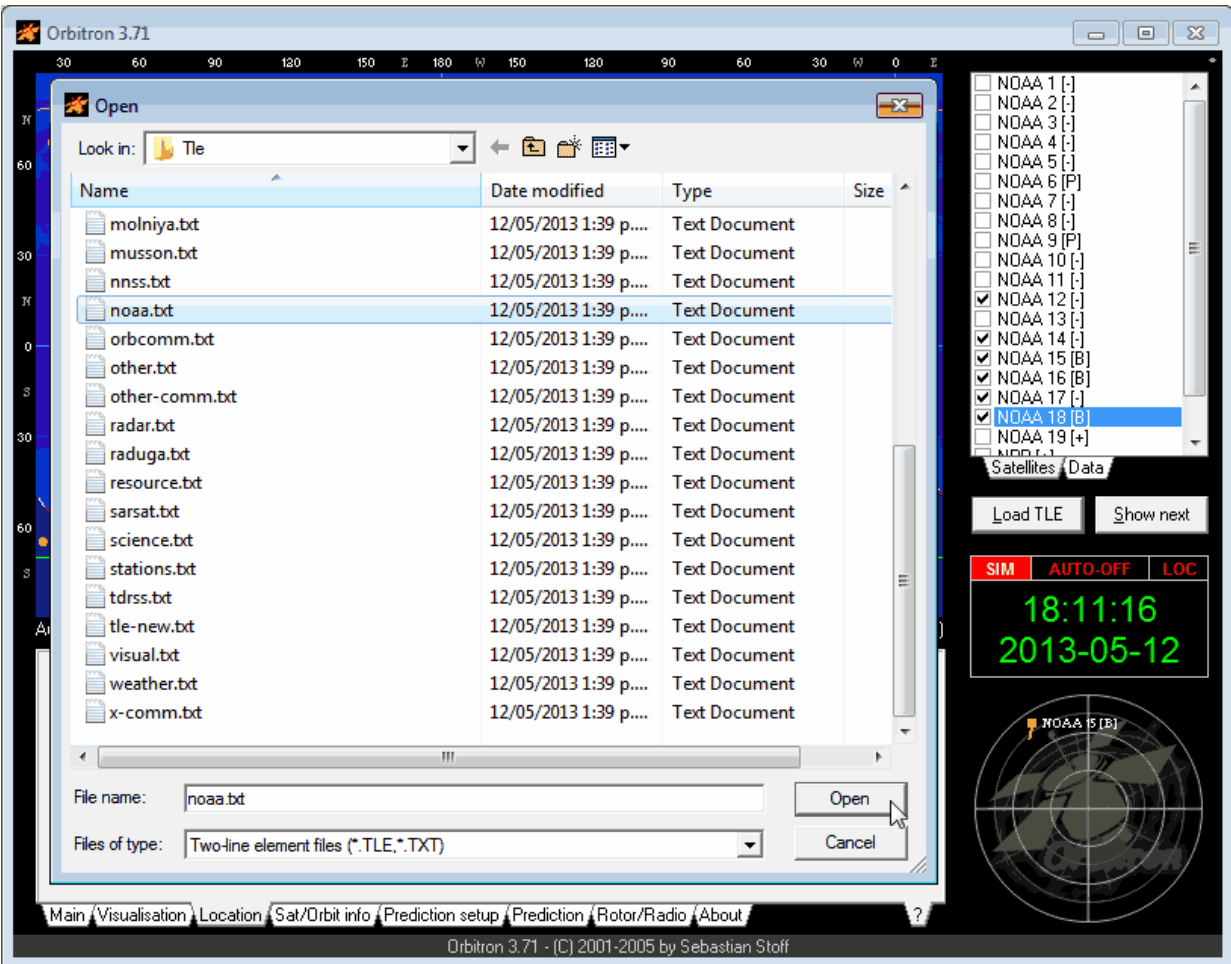 Orbitron 3.71
30 60 90 120 150 E 180 W 150 120 90 60 30 W 0 E
N
60
30
N
0
S
30
60
S
Open
Look in: Tle
Name Date modified Type Size
molniya.txt 12/05/2013 1:39 p.... Text Document
musson.txt 12/05/2013 1:39 p.... Text Document
nnss.txt 12/05/2013 1:39 p.... Text Document
noaa.txt 12/05/2013 1:39 p.... Text Document
orbcomm.txt 12/05/2013 1:39 p.... Text Document
other.txt 12/05/2013 1:39 p.... Text Document
other-comm.txt 12/05/2013 1:39 p.... Text Document
radar.txt 12/05/2013 1:39 p.... Text Document
raduga.txt 12/05/2013 1:39 p.... Text Document
resource.txt 12/05/2013 1:39 p.... Text Document
sarsat.txt 12/05/2013 1:39 p.... Text Document
science.txt 12/05/2013 1:39 p.... Text Document
stations.txt 12/05/2013 1:39 p.... Text Document
tdrss.txt 12/05/2013 1:39 p.... Text Document
tle-new.txt 12/05/2013 1:39 p.... Text Document
visual.txt 12/05/2013 1:39 p.... Text Document
weather.txt 12/05/2013 1:39 p.... Text Document
x-comm.txt 12/05/2013 1:39 p.... Text Document
File name: noaa.txt Open
Files of type: Two-line element files (*.TLE,*.TXT) Cancel
NOAA 1 [-]
NOAA 2 [-]
NOAA 3 [-]
NOAA 4 [-]
NOAA 5 [-]
NOAA 6 [P]
NOAA 7 [-]
NOAA 8 [-]
NOAA 9 [P]
NOAA 10 [-]
NOAA 11 [-]
NOAA 12 [-]
NOAA 13 [-]
NOAA 14 [-]
NOAA 15 [B]
NOAA 16 [B]
NOAA 17 [-]
NOAA 18 [B]
NOAA 19 [+]
Satellites Data
Load TLE Show next
SIM AUTO-OFF LOC
18:11:16
2013-05-12
NOAA 15 [B]
Main Visualisation Location Sat/Orbit info Prediction setup Prediction Rotor/Radio About ?
Orbitron 3.71 - (C) 2001-2005 by Sebastian Stoff